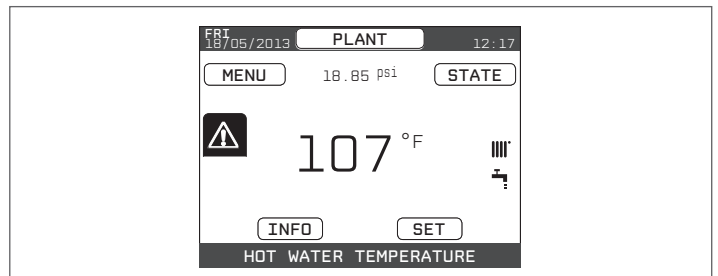 FRI
18/05/2013 PLANT 12:17
MENU 18.85 psi STATE
107 °F
INFO SET
HOT WATER TEMPERATURE